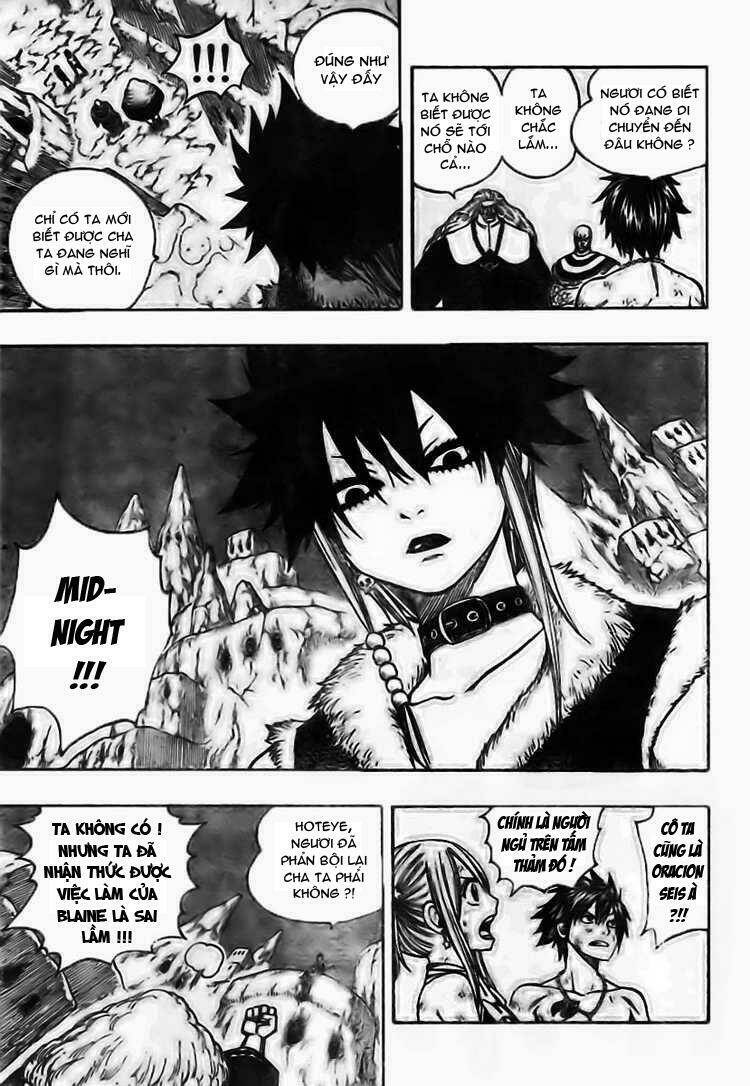 NGƯƠI CÓ BIẾT
NÓ ĐANG DI
CHUYỂN ĐẾN
ĐÂU KHÔNG ?
TA
KHÔNG
CHẮC
LẮM...
TA KHÔNG
BIẾT ĐƯỢC
NÓ SẼ TỚI
CHỖ NÀO
CẢ...
ĐÚNG NHƯ
VẬY ĐẤY
!!!
CHỈ CÓ TA MỚI
BIẾT ĐƯỢC CHA
TA ĐANG NGHĨ
GÌ MÀ THÔI.
MID-
NIGHT
!!!
CÔ TA
CŨNG LÀ
ORACION
SEIS À
?!!
CHÍNH LÀ NGƯỜI
NGỦ TRÊN TẤM
THẢM ĐÓ !
HOTEYE,
NGƯƠI ĐÃ
PHẢN BỘI LẠI
CHA TA PHẢI
KHÔNG ?!
TA KHÔNG CÓ !
NHƯNG TA ĐÃ
NHẬN THỨC ĐƯỢC
VIỆC LÀM CỦA
BLAINE LÀ SAI
LẦM !!!